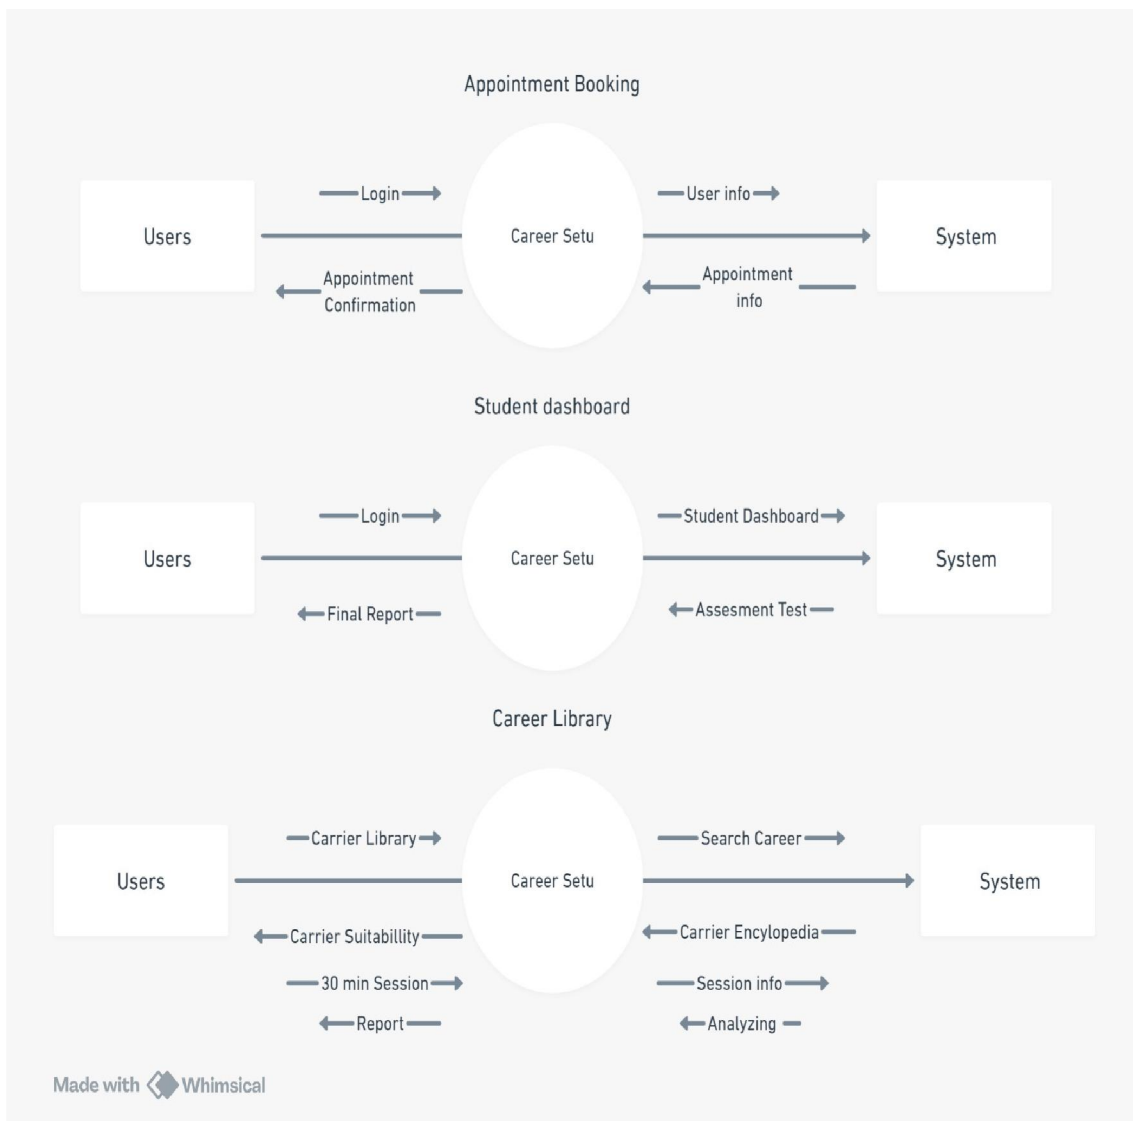 Appointment Booking
Login
User info
Users
Career Setu
System
Appointment
Confirmation
Appointment
info
Student dashboard
Login
Student Dashboard
Users
Career Setu
System
Final Report
Assesment Test
Career Library
Carrier Library
Search Career
Users
Career Setu
System
Carrier Suitabillity
Carrier Encylopedia
30 min Session
Session info
Report
Analyzing
Made with Whimsical